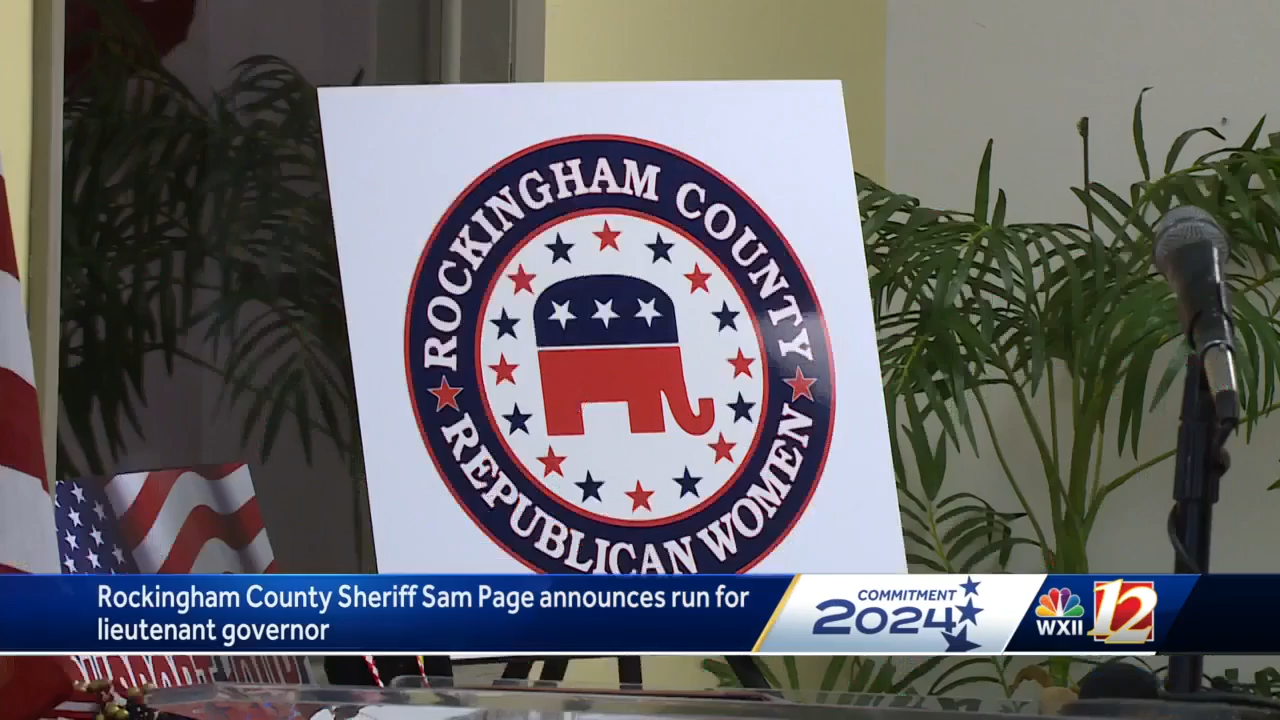 ROCKINGHAM COUNTY
REPUBLICAN WOMEN
Rockingham County Sheriff Sam Page announces run for
lieutenant governor
COMMITMENT
2024
WXII 12